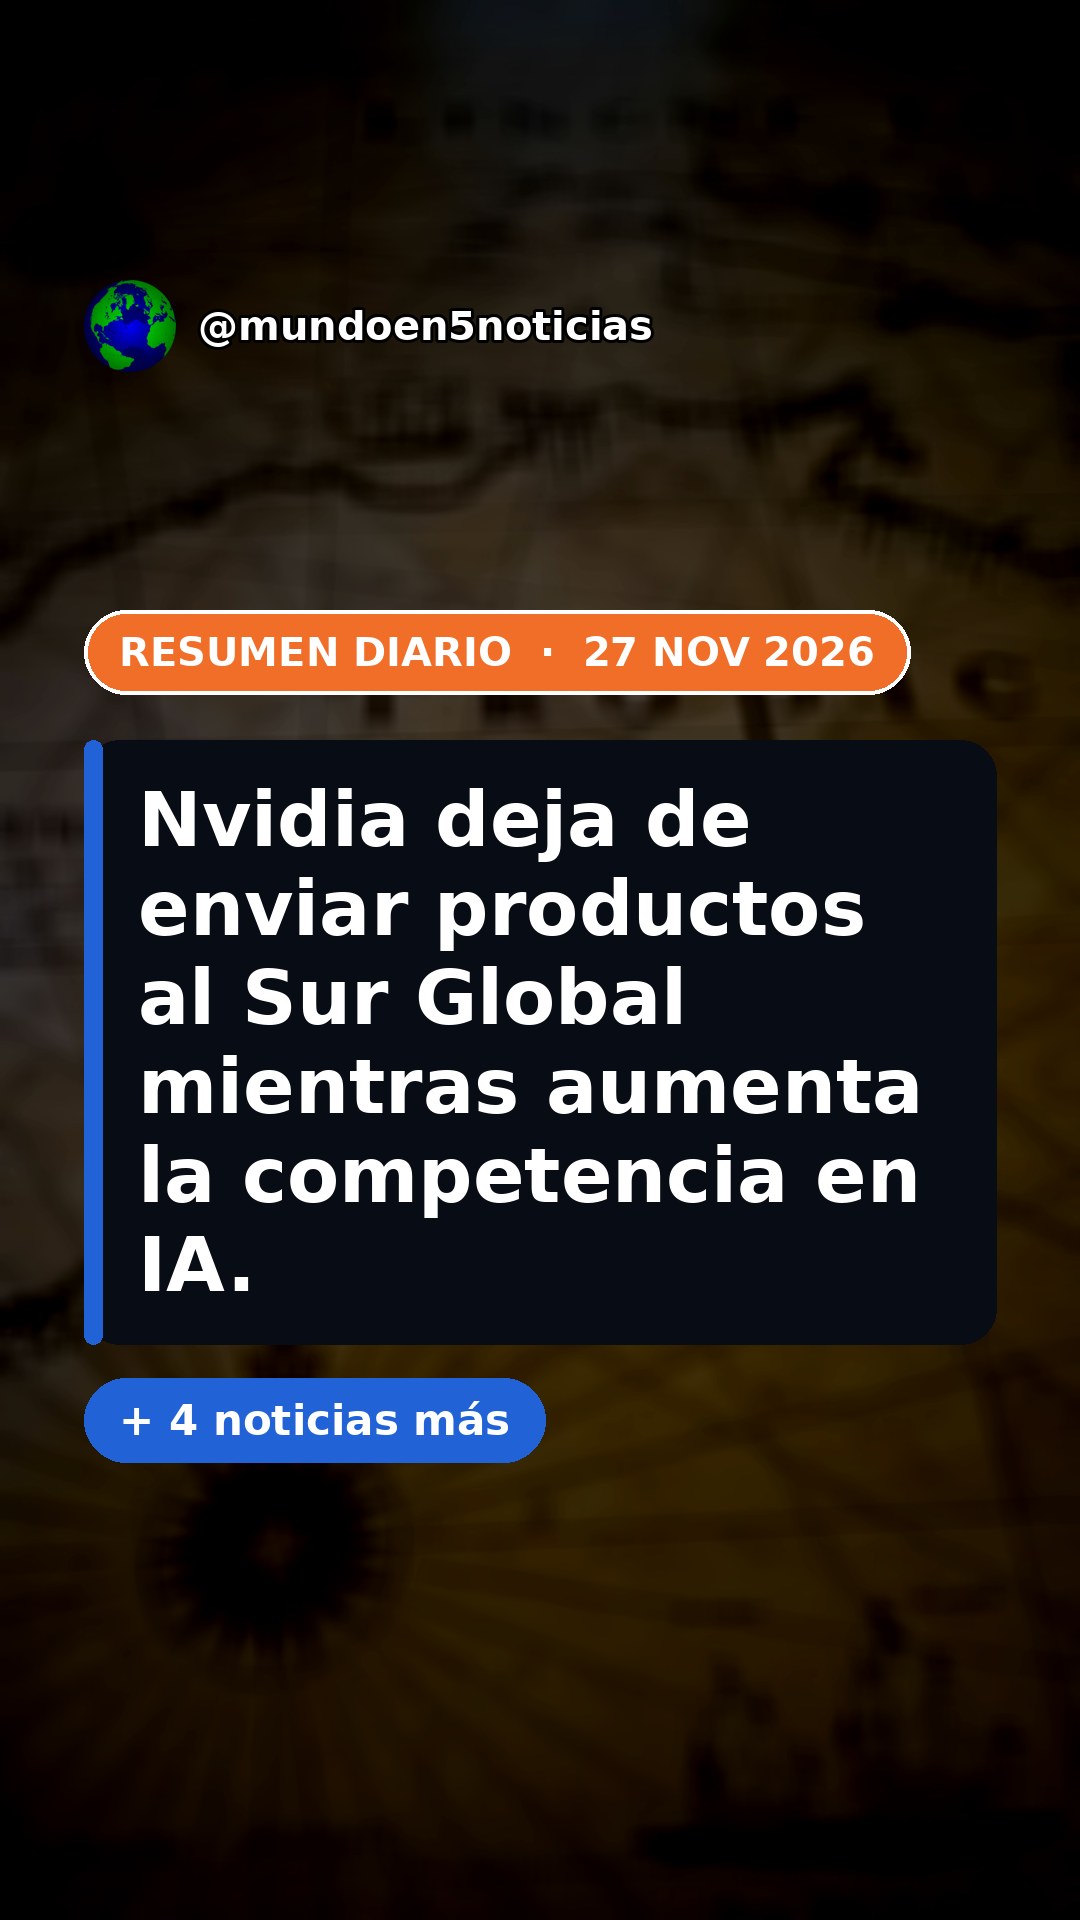 @mundoen5noticias
RESUMEN DIARIO · 27 NOV 2026
Nvidia deja de
enviar productos
al Sur Global
mientras aumenta
la competencia en
IA.
+ 4 noticias más